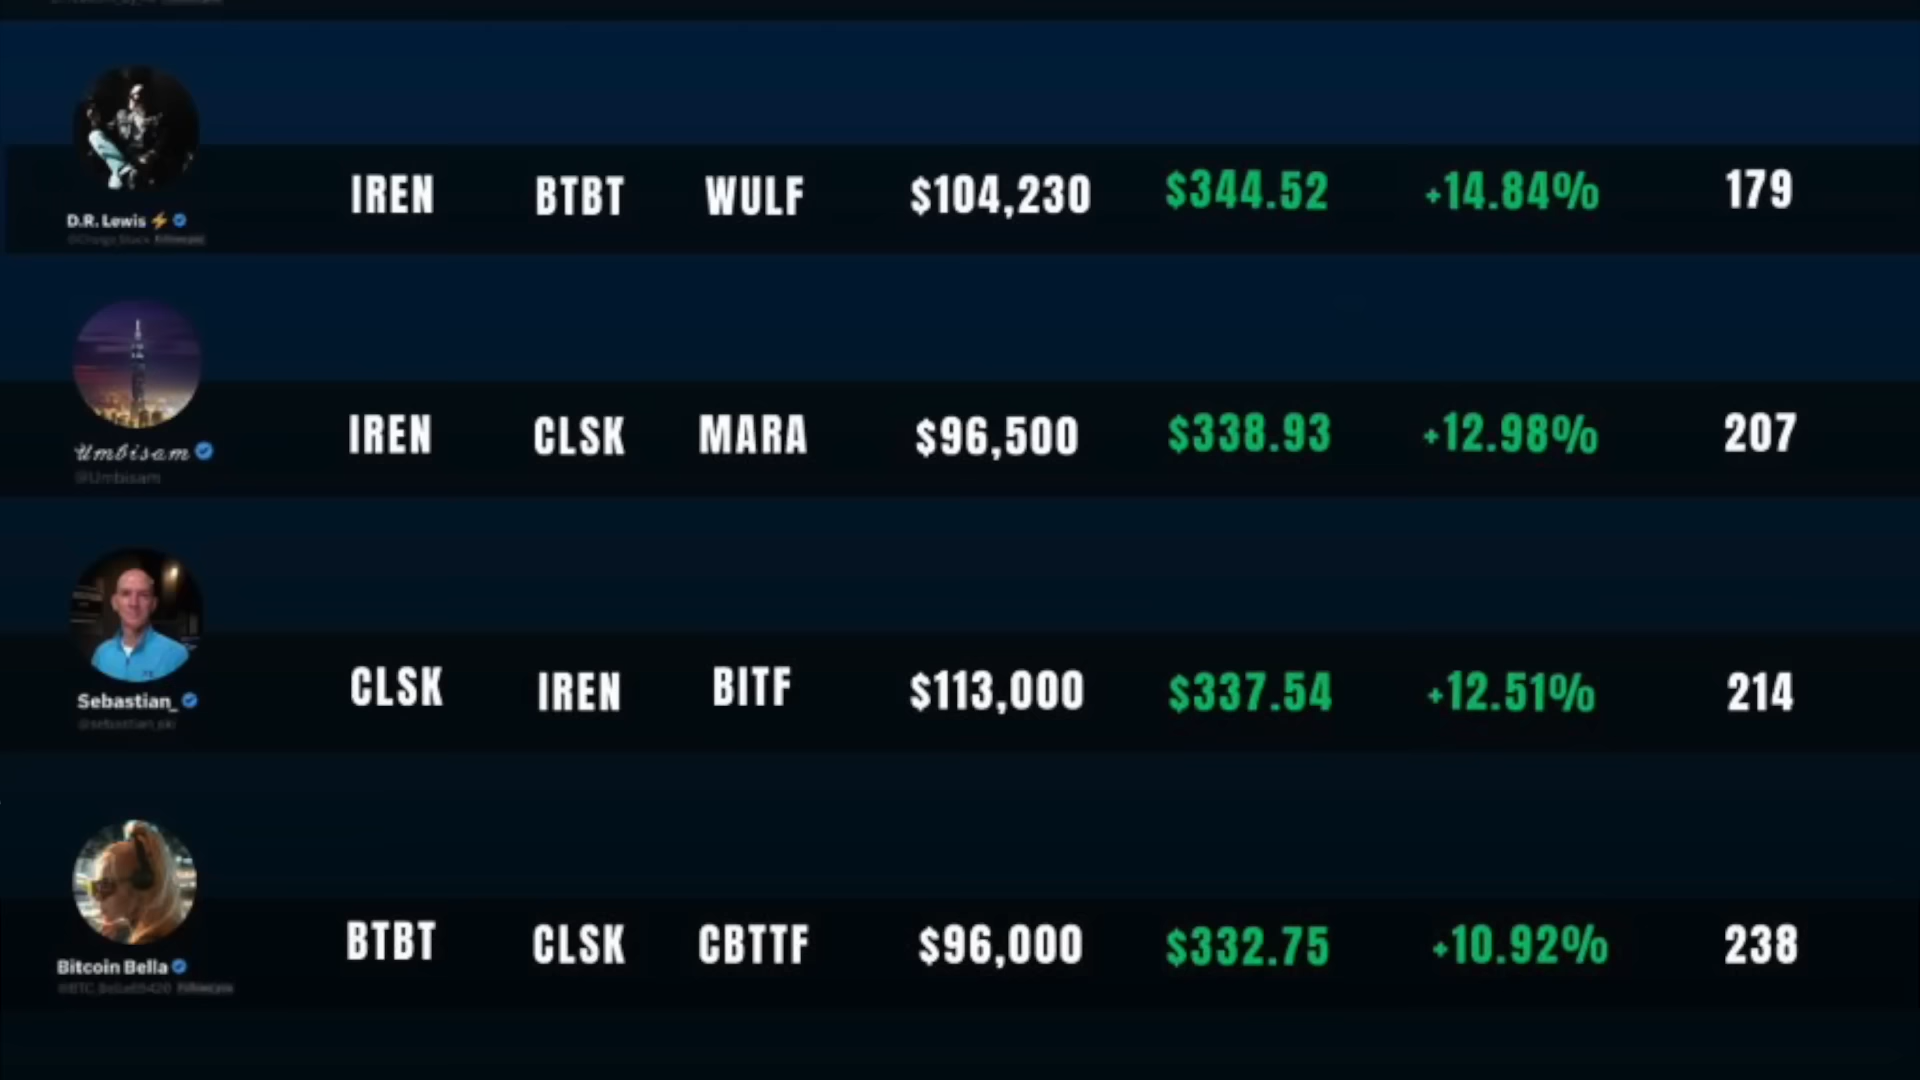 IREN BTBT WULF $104,230 $344.52 +14.84% 179
D.R. Lewis ⚡
IREN CLSK MARA $96,500 $338.93 +12.98% 207
Umbisam
@Umbisam
CLSK IREN BITF $113,000 $337.54 +12.51% 214
Sebastian_
@sebastian_ski
BTBT CLSK CBTTF $96,000 $332.75 +10.92% 238
Bitcoin Bella